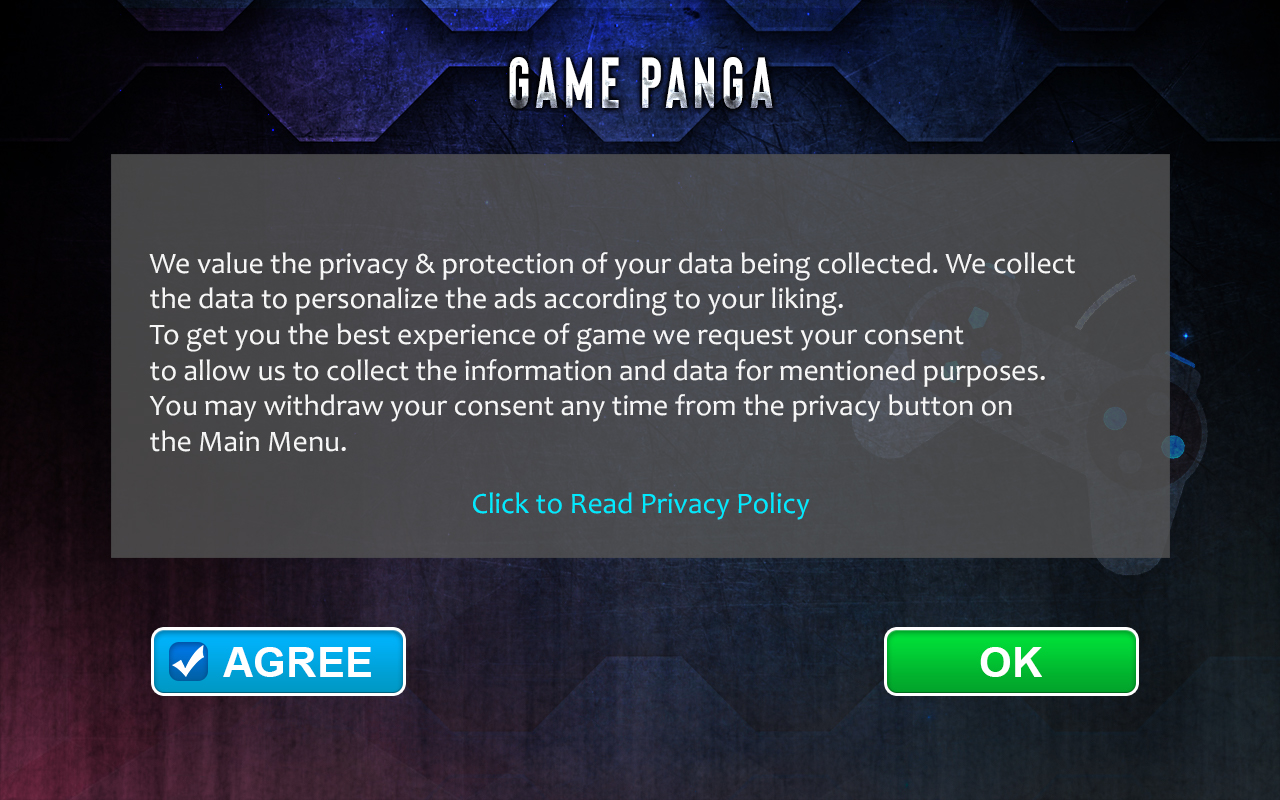 GAME PANGA
We value the privacy & protection of your data being collected. We collect
the data to personalize the ads according to your liking.
To get you the best experience of game we request your consent
to allow us to collect the information and data for mentioned purposes.
You may withdraw your consent any time from the privacy button on
the Main Menu.
Click to Read Privacy Policy
AGREE
OK